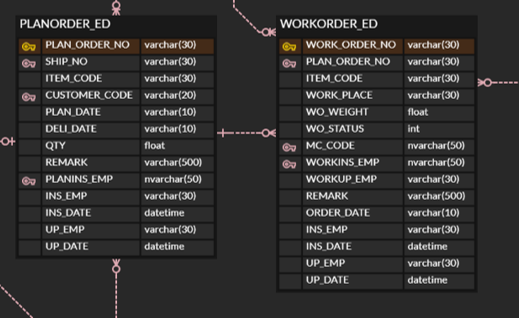 PLANORDER_ED
PLAN_ORDER_NO varchar(30)
SHIP_NO varchar(30)
ITEM_CODE varchar(30)
CUSTOMER_CODE varchar(20)
PLAN_DATE varchar(10)
DELI_DATE varchar(10)
QTY float
REMARK varchar(500)
PLANINS_EMP nvarchar(50)
INS_EMP varchar(30)
INS_DATE datetime
UP_EMP varchar(30)
UP_DATE datetime
WORKORDER_ED
WORK_ORDER_NO varchar(30)
PLAN_ORDER_NO varchar(30)
ITEM_CODE varchar(30)
WORK_PLACE varchar(30)
WO_WEIGHT float
WO_STATUS int
MC_CODE nvarchar(50)
WORKINS_EMP nvarchar(50)
WORKUP_EMP varchar(30)
REMARK varchar(500)
ORDER_DATE varchar(10)
INS_EMP varchar(30)
INS_DATE datetime
UP_EMP varchar(30)
UP_DATE datetime